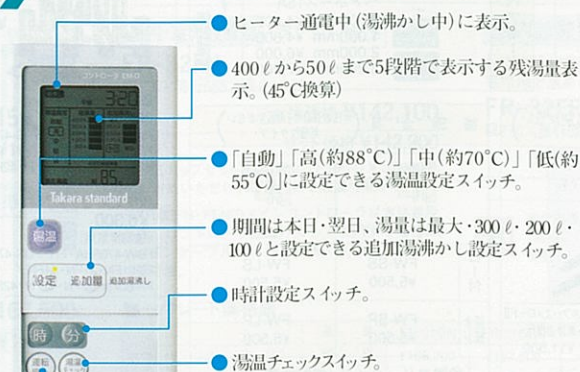 ヒーター通電中(湯沸かし中)に表示。
400ℓから50ℓまで5段階で表示する残湯量表
示。(45℃換算)
「自動」「高(約88℃)」「中(約70℃)」「低(約
55℃)」に設定できる湯温設定スイッチ。
期間は本日・翌日、湯量は最大・300ℓ・200ℓ・
100ℓと設定できる追加湯沸かし設定スイッチ。
時計設定スイッチ。
湯温チェックスイッチ。
3:20
85
Takara standard
湯温
設定 追加量 追加湯沸し
時 分